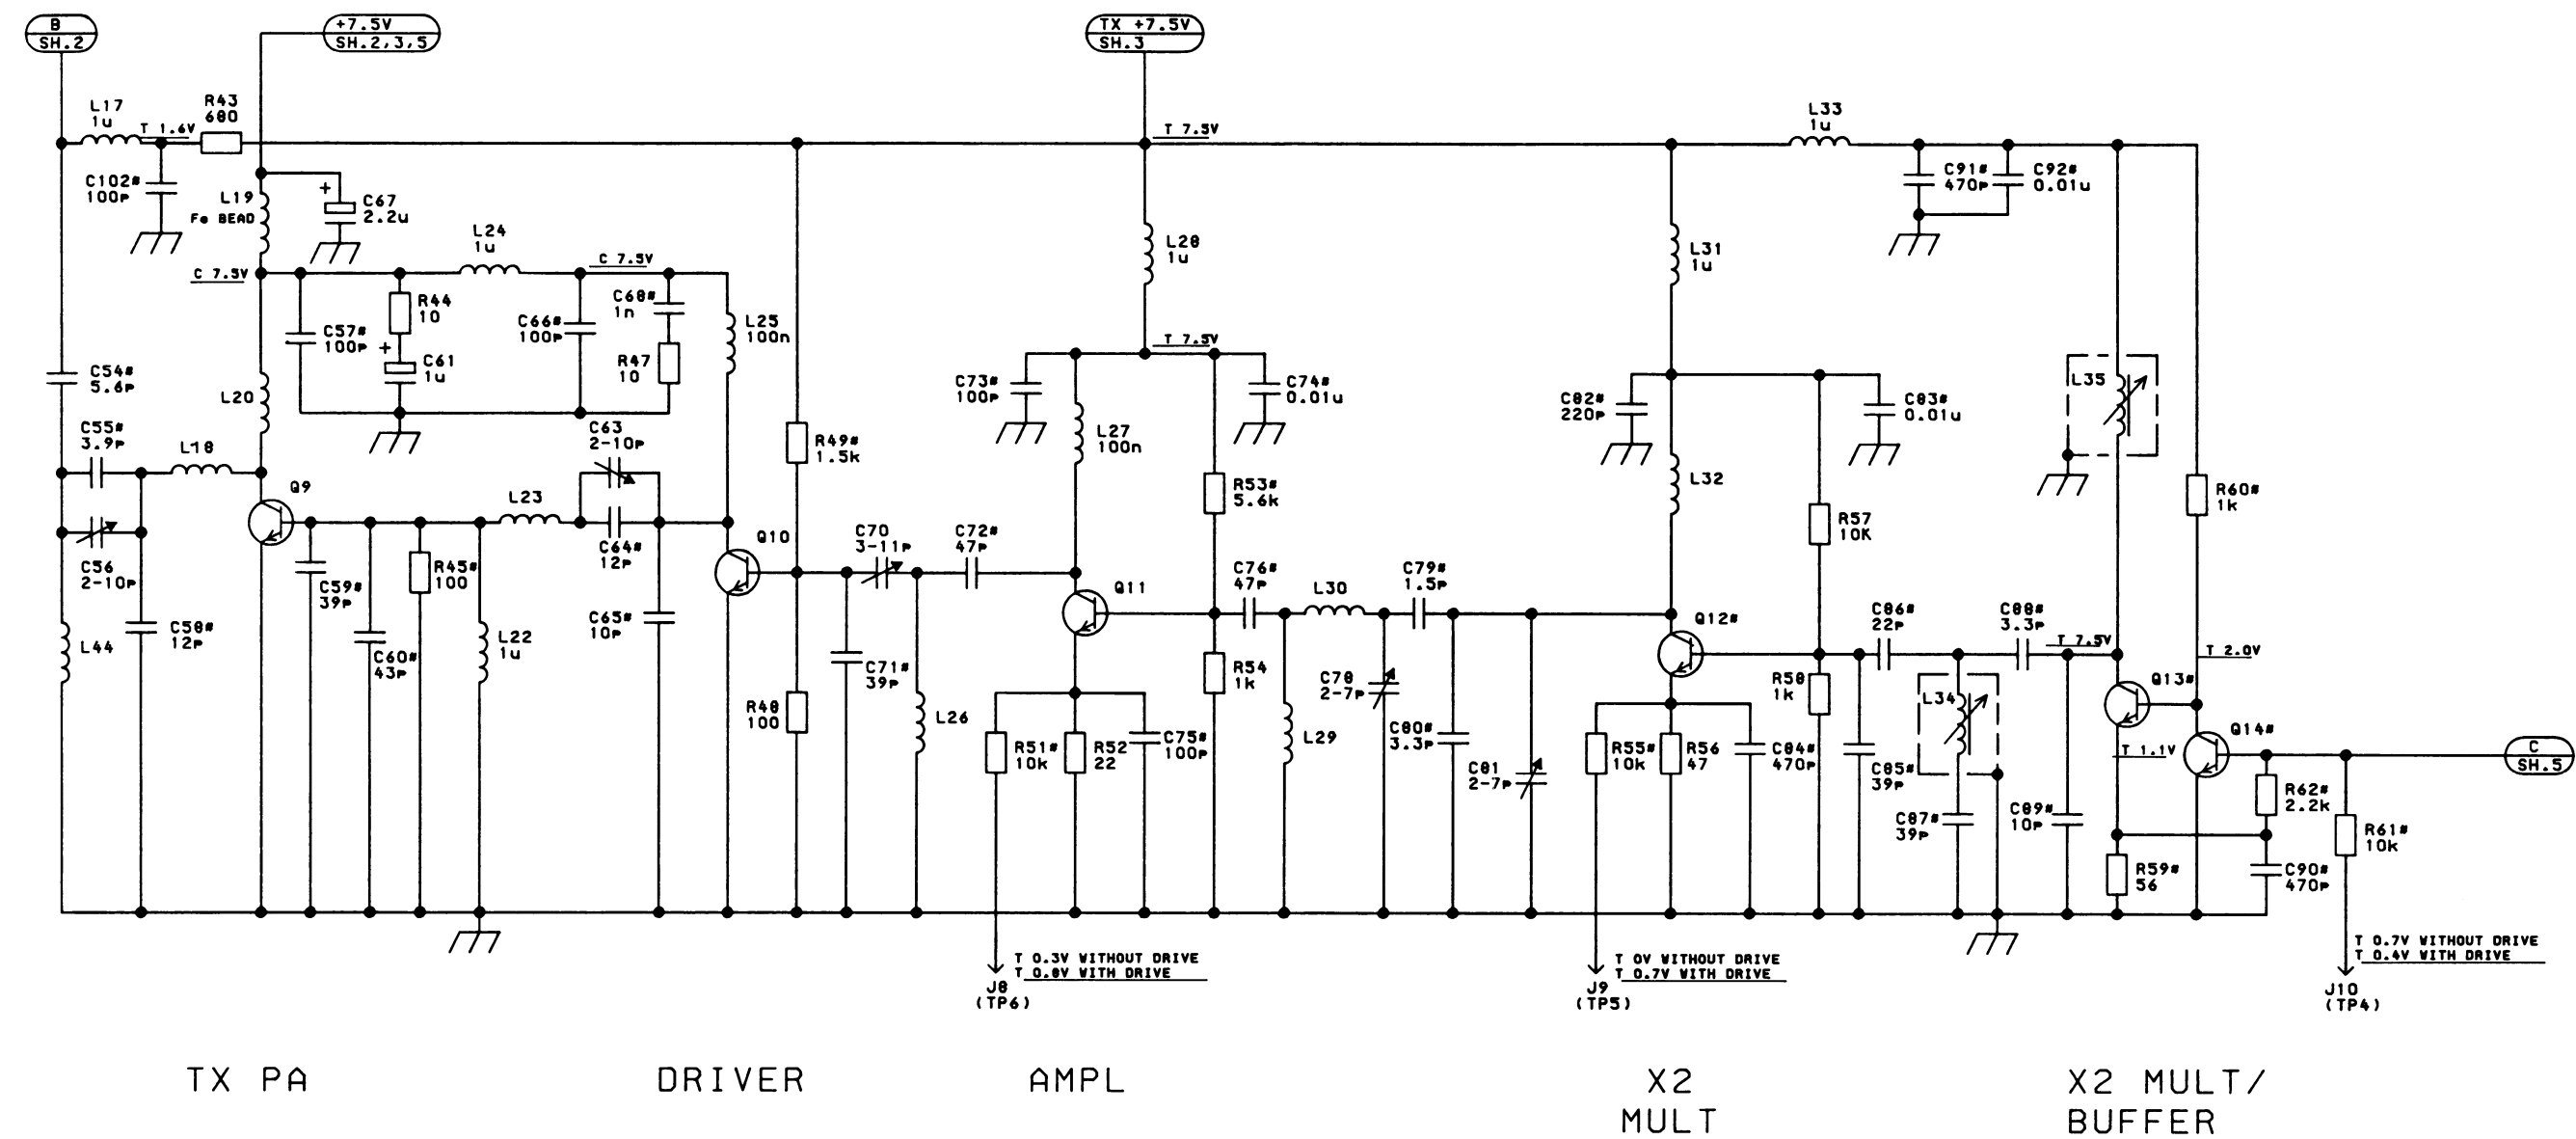 B
SH.2
+7.5V
SH.2,3,5
TX +7.5V
SH.3
L17
1u
T 1.6V
R43
680
C102#
100p
L19
Fe BEAD
C67
2.2u
T 7.5V
L33
1u
C91#
470p
C92#
0.01u
L24
1u
C 7.5V
C 7.5V
L28
1u
L31
1u
R44
10
C57#
100p
C61
1u
C66#
100p
C68#
1n
R47
10
L25
100n
T 7.5V
C54#
5.6p
L20
C73#
100p
L27
100n
C74#
0.01u
C82#
220p
C83#
0.01u
L35
C55#
3.9p
L18
C63
2-10p
R49#
1.5k
R53#
5.6k
L32
R60#
1k
Q9
L23
C64#
12p
Q10
C70
3-11p
C72#
47p
R57
10K
C56
2-10p
C59#
39p
R45#
100
C65#
10p
Q11
C76#
47p
L30
C79#
1.5p
Q12#
C86#
22p
C88#
3.3p
T 7.5V
T 2.0V
L44
C58#
12p
C60#
43p
L22
1u
C71#
39p
R54
1k
C78
2-7p
R58
1k
L34
Q13#
R48
100
L26
R51#
10k
R52
22
C75#
100p
L29
C80#
3.3p
C81
2-7p
R55#
10k
R56
47
C84#
470p
C85#
39p
T 1.1V
Q14#
C
SH.5
C87#
39p
C89#
10p
R62#
2.2k
R61#
10k
R59#
56
C90#
470p
T 0.3V WITHOUT DRIVE
T 0.8V WITH DRIVE
J8
(TP6)
T 0V WITHOUT DRIVE
T 0.7V WITH DRIVE
J9
(TP5)
T 0.7V WITHOUT DRIVE
T 0.4V WITH DRIVE
J10
(TP4)
TX PA
DRIVER
AMPL
X2
MULT
X2 MULT/
BUFFER